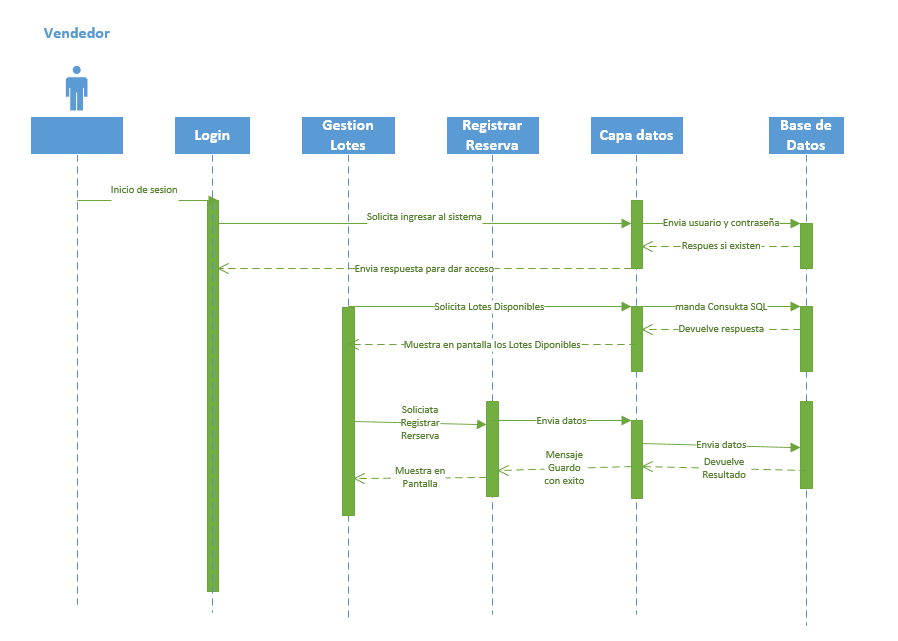 Vendedor
Login
Gestion
Lotes
Registrar
Reserva
Capa datos
Base de
Datos
Inicio de sesion
Solicita ingresar al sistema
Envia usuario y contraseña
Respues si existen
Envia respuesta para dar acceso
Solicita Lotes Disponibles
manda Consukta SQL
Devuelve respuesta
Muestra en pantalla los Lotes Diponibles
Soliciata
Registrar
Rerserva
Envia datos
Envia datos
Mensaje
Guardo
con exito
Devuelve
Resultado
Muestra en
Pantalla